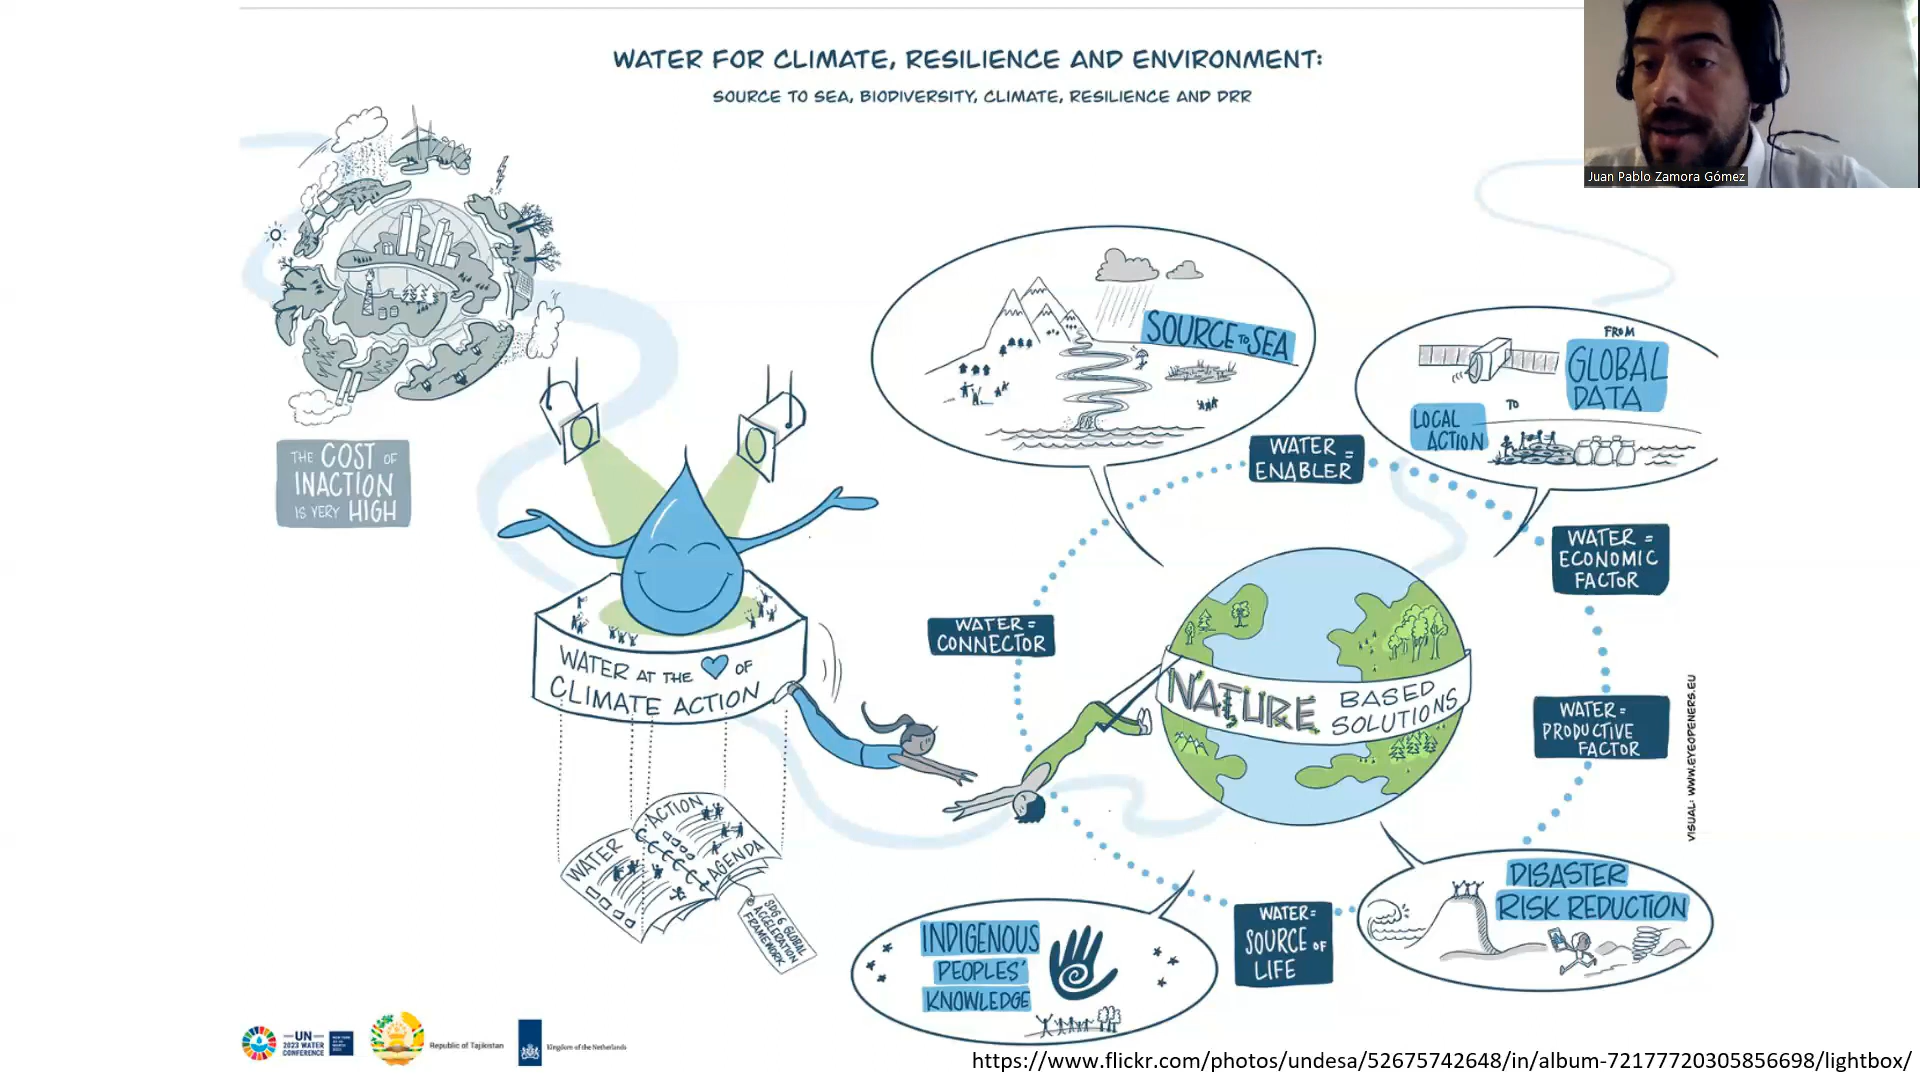 WATER FOR CLIMATE, RESILIENCE AND ENVIRONMENT:
SOURCE TO SEA, BIODIVERSITY, CLIMATE, RESILIENCE AND DRR
Juan Pablo Zamora Gómez
THE COST OF
INACTION
IS VERY HIGH
SOURCE TO SEA
FROM
GLOBAL
DATA
TO
LOCAL
ACTION
WATER =
ENABLER
WATER =
ECONOMIC
FACTOR
WATER =
CONNECTOR
WATER AT THE OF
CLIMATE ACTION
NATURE BASED
SOLUTIONS
WATER =
PRODUCTIVE
FACTOR
WATER ACTION
AGENDA
SDG 6 GLOBAL
ACCELERATION
FRAMEWORK
DISASTER
RISK REDUCTION
INDIGENOUS
PEOPLES'
KNOWLEDGE
WATER =
SOURCE OF
LIFE
VISUAL: WWW.EYEOPENERS.EU
UN
2023 WATER
CONFERENCE
Republic of Tajikistan
Kingdom of the Netherlands
https://www.flickr.com/photos/undesa/52675742648/in/album-72177720305856698/lightbox/